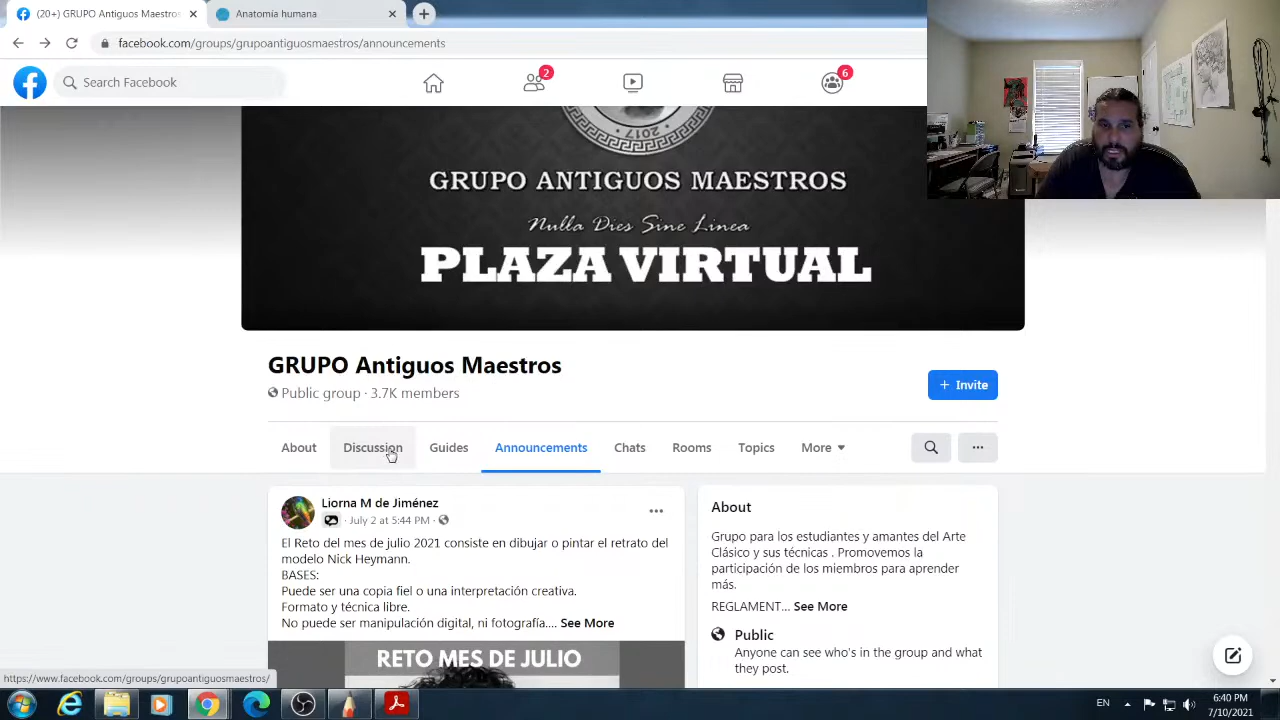 (20+) GRUPO Antiguos Maestros
Anatomía humana
facebook.com/groups/grupoantiguosmaestros/announcements
Search Facebook
2
6
2017
GRUPO ANTIGUOS MAESTROS
Nulla Dies Sine Linea
PLAZA VIRTUAL
GRUPO Antiguos Maestros
Public group · 3.7K members
+ Invite
About
Discussion
Guides
Announcements
Chats
Rooms
Topics
More
Liorna M de Jiménez
· July 2 at 5:44 PM ·
El Reto del mes de julio 2021 consiste en dibujar o pintar el retrato del
modelo Nick Heymann.
BASES:
Puede ser una copia fiel o una interpretación creativa.
Formato y técnica libre.
No puede ser manipulación digital, ni fotografía.... See More
RETO MES DE JULIO
About
Grupo para los estudiantes y amantes del Arte
Clásico y sus técnicas . Promovemos la
participación de los miembros para aprender
más.
REGLAMENT... See More
Public
Anyone can see who's in the group and what
they post.
https://www.facebook.com/groups/grupoantiguosmaestros/
EN
6:40 PM
7/10/2021